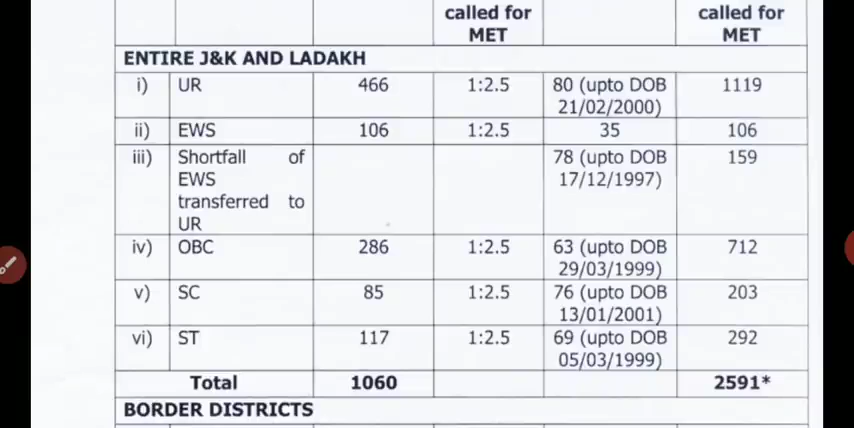 called for
MET
called for
MET
ENTIRE J&K AND LADAKH
i) UR 466 1:2.5 80 (upto DOB 1119
21/02/2000)
ii) EWS 106 1:2.5 35 106
iii) Shortfall of 78 (upto DOB 159
EWS 17/12/1997)
transferred to
UR
iv) OBC 286 1:2.5 63 (upto DOB 712
29/03/1999)
v) SC 85 1:2.5 76 (upto DOB 203
13/01/2001)
vi) ST 117 1:2.5 69 (upto DOB 292
05/03/1999)
Total 1060 2591*
BORDER DISTRICTS